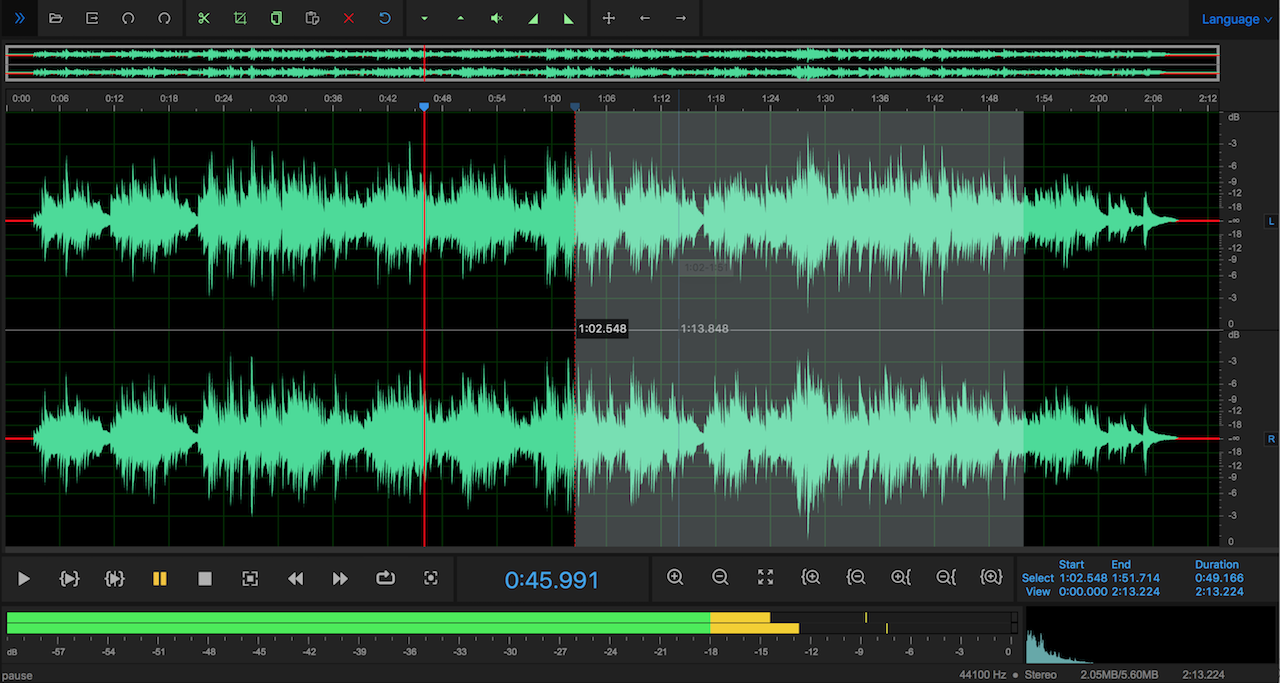 Language
0:00 0:06 0:12 0:18 0:24 0:30 0:36 0:42 0:48 0:54 1:00 1:06 1:12 1:18 1:24 1:30 1:36 1:42 1:48 1:54 2:00 2:06 2:12
dB
-3
-6
-9
-12
-18
-∞
L
-18
-12
-9
-6
-3
0
1:02-1:51
1:02.548 1:13.848
dB
-3
-6
-9
-12
-18
-∞
R
-18
-12
-9
-6
-3
0
0:45.991
Start End Duration
Select 1:02.548 1:51.714 0:49.166
View 0:00.000 2:13.224 2:13.224
dB -57 -54 -51 -48 -45 -42 -39 -36 -33 -30 -27 -24 -21 -18 -15 -12 -9 -6 -3 0
pause 44100 Hz ● Stereo 2.05MB/5.60MB 2:13.224